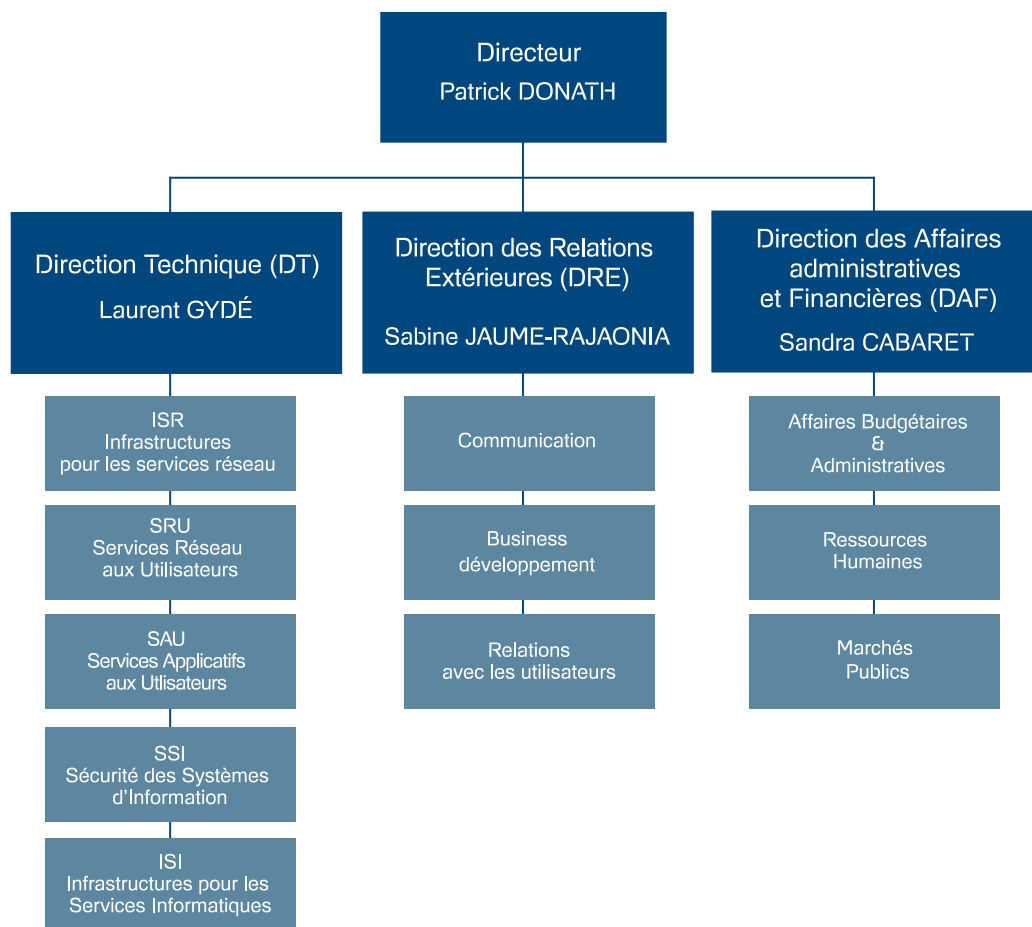 Directeur
Patrick DONATH
Direction Technique (DT)
Laurent GYDÉ
Direction des Relations
Extérieures (DRE)
Sabine JAUME-RAJAONIA
Direction des Affaires
administratives
et Financières (DAF)
Sandra CABARET
ISR
Infrastructures
pour les services réseau
SRU
Services Réseau
aux Utilisateurs
SAU
Services Applicatifs
aux Utlisateurs
SSI
Sécurité des Systèmes
d'Information
ISI
Infrastructures pour les
Services Informatiques
Communication
Business
développement
Relations
avec les utilisateurs
Affaires Budgétaires
&
Administratives
Ressources
Humaines
Marchés
Publics